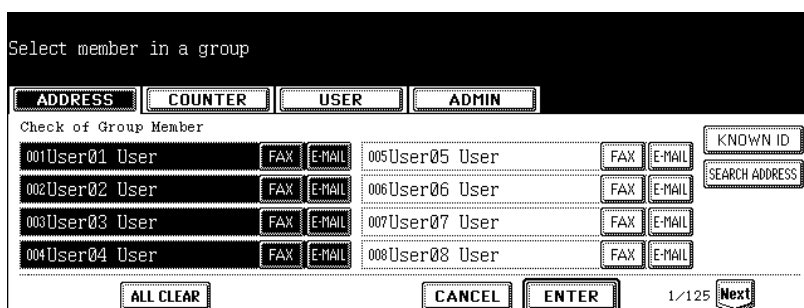 Select member in a group
ADDRESS COUNTER USER ADMIN
Check of Group Member
KNOWN ID
001User01 User FAX E-MAIL 005User05 User FAX E-MAIL
SEARCH ADDRESS
002User02 User FAX E-MAIL 006User06 User FAX E-MAIL
003User03 User FAX E-MAIL 007User07 User FAX E-MAIL
004User04 User FAX E-MAIL 008User08 User FAX E-MAIL
ALL CLEAR CANCEL ENTER 1/125 Next